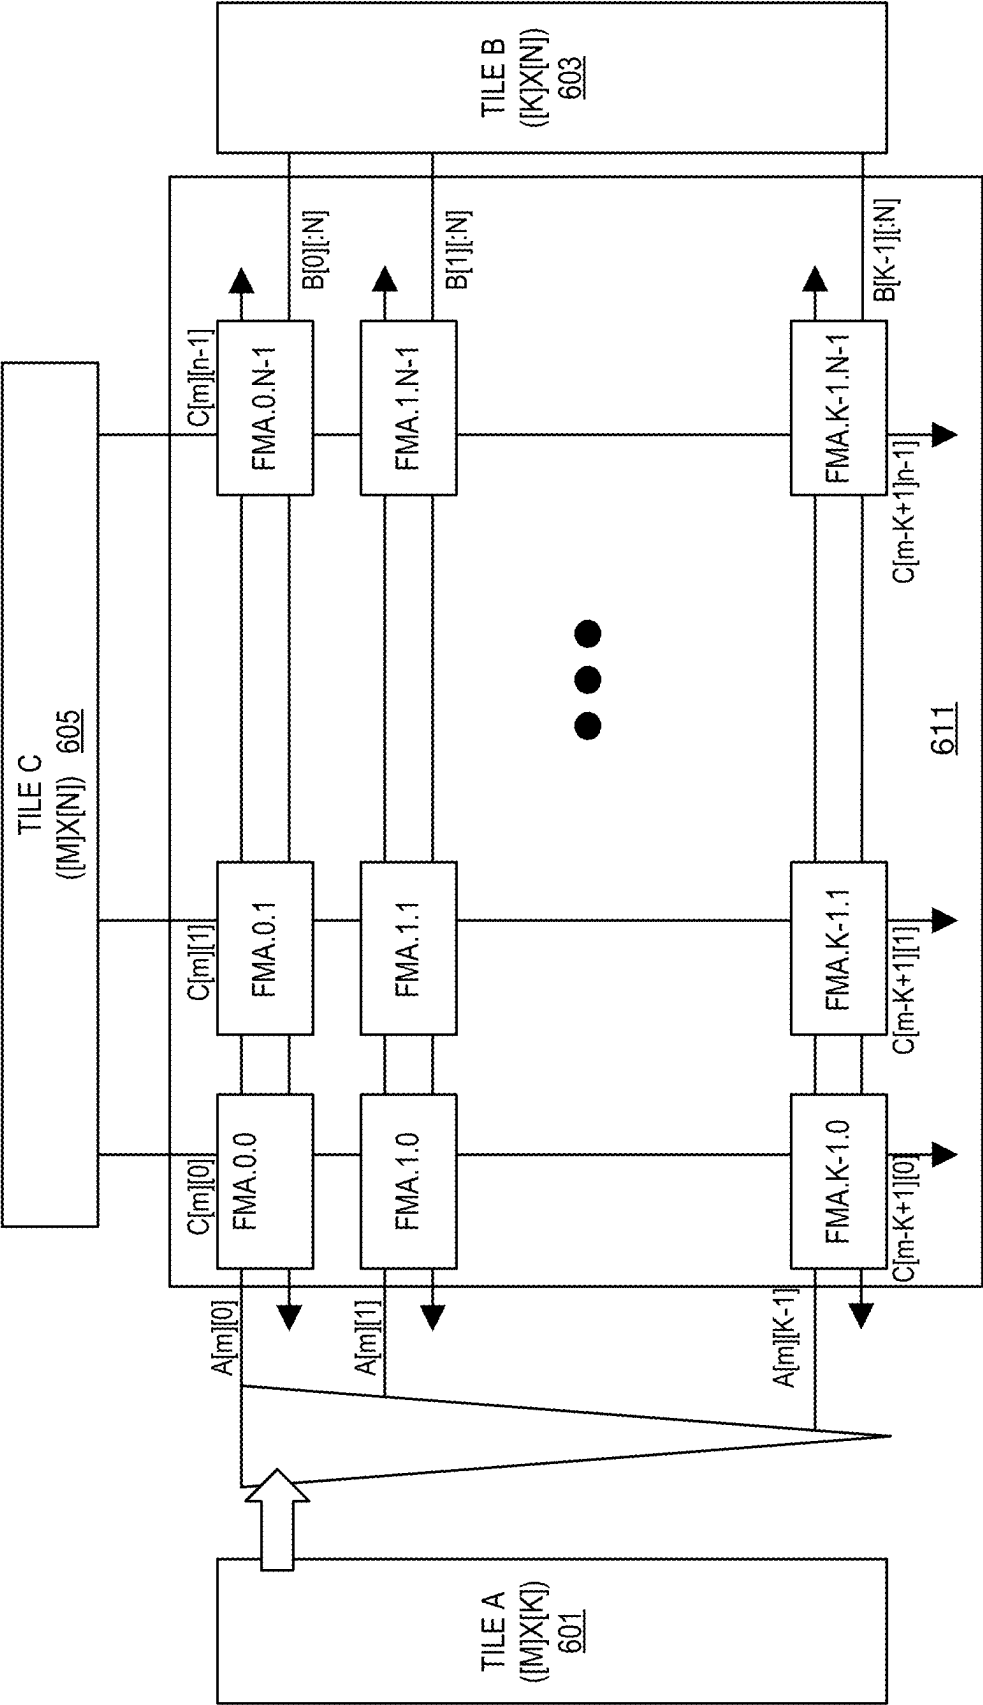 TILE C
([M]X[N]) 605
TILE A
([M]X[K])
601
TILE B
([K]X[N])
603
A[m][0]
A[m][1]
A[m][K-1]
C[m][0]
C[m][1]
C[m][n-1]
FMA.0.0
FMA.0.1
FMA.0.N-1
B[0][:N]
FMA.1.0
FMA.1.1
FMA.1.N-1
B[1][:N]
FMA.K-1.0
FMA.K-1.1
FMA.K-1.N-1
B[K-1][:N]
C[m-K+1][0]
C[m-K+1][1]
C[m-K+1]n-1]
611